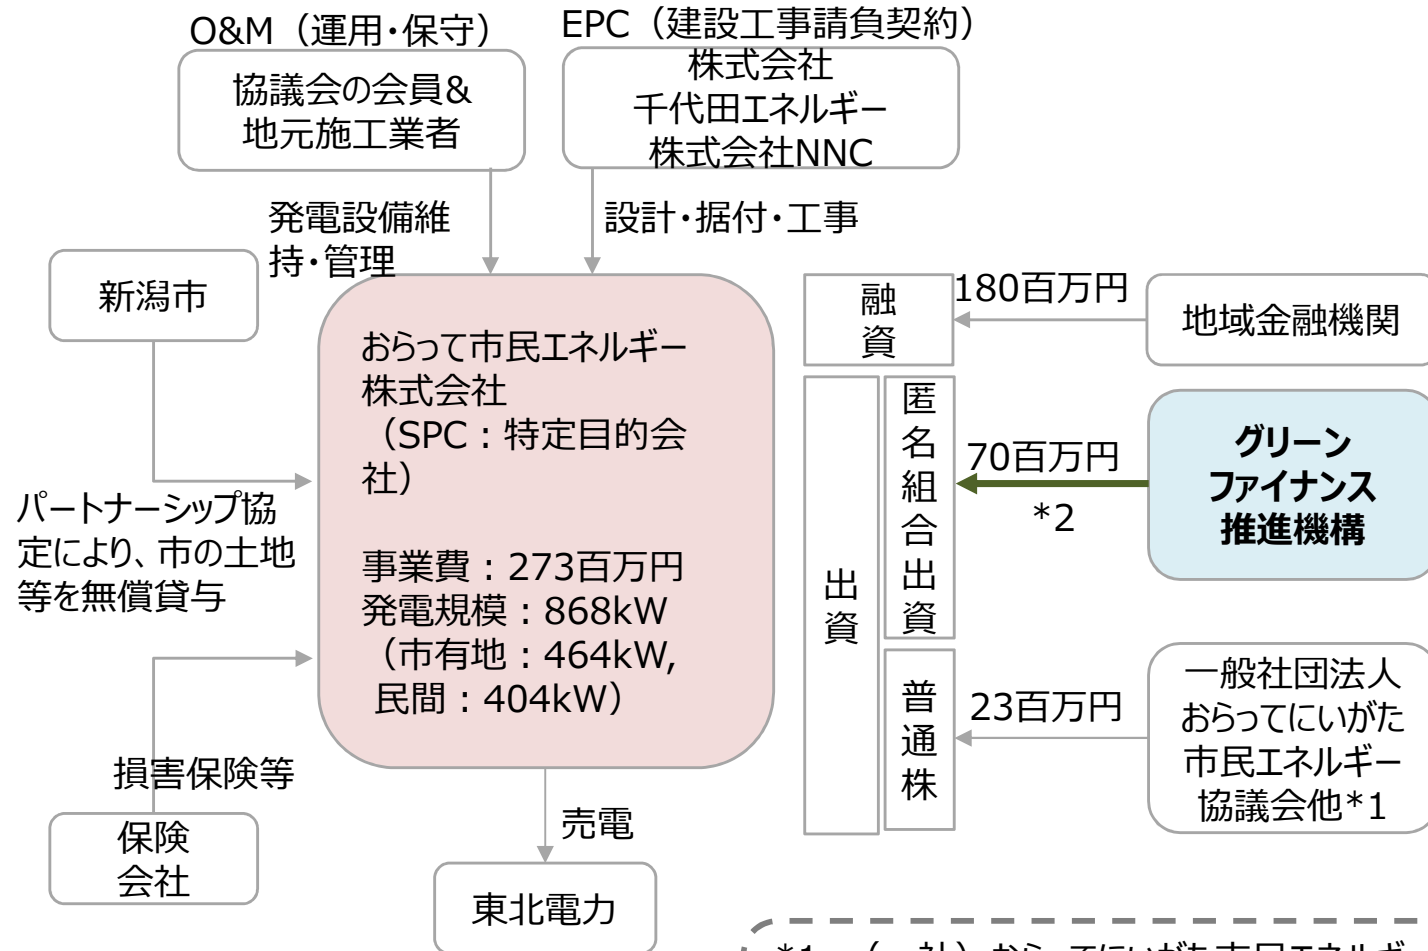 O&M（運用・保守）
協議会の会員&
地元施工業者
EPC（建設工事請負契約）
株式会社
千代田エネルギー
株式会社NNC
発電設備維
持・管理
設計・据付・工事
新潟市
パートナーシップ協
定により、市の土地
等を無償貸与
損害保険等
保険
会社
おらって市民エネルギー
株式会社
（SPC：特定目的会
社）
事業費：273百万円
発電規模：868kW
（市有地：464kW,
民間：404kW）
売電
東北電力
融資
180百万円
地域金融機関
出資
匿名組合出資
70百万円
*2
グリーン
ファイナンス
推進機構
普通株
23百万円
一般社団法人
おらってにいがた
市民エネルギー
協議会他*1